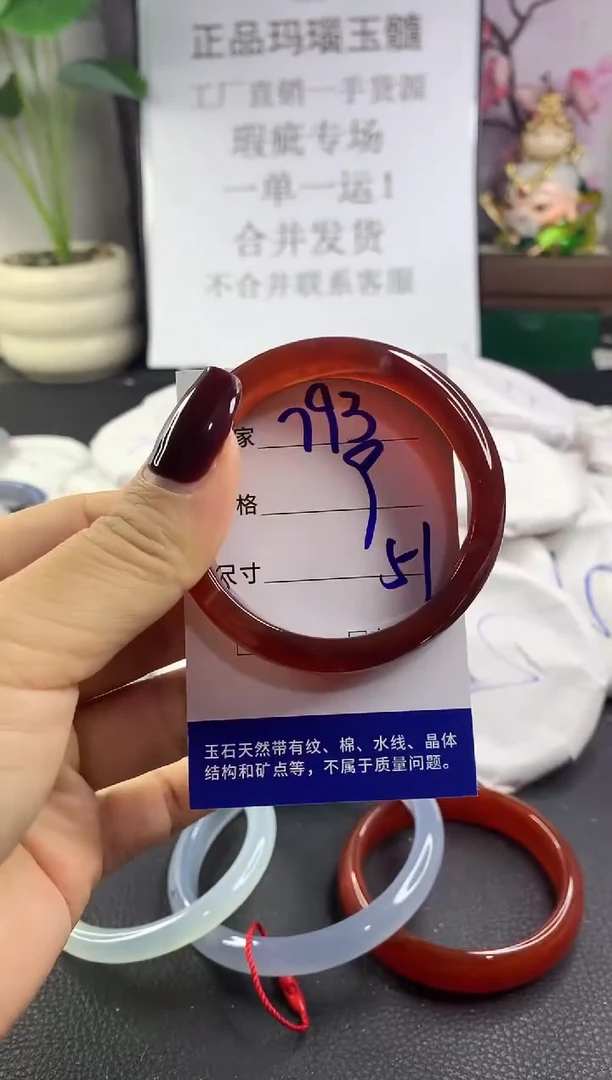 正品玛瑙玉髓
工厂直销一手货源
瑕疵专场
一单一运!
合并发货
不合并联系客服
家 793
格 9
尺寸 51
玉石天然带有纹、棉、水线、晶体
结构和矿点等，不属于质量问题。